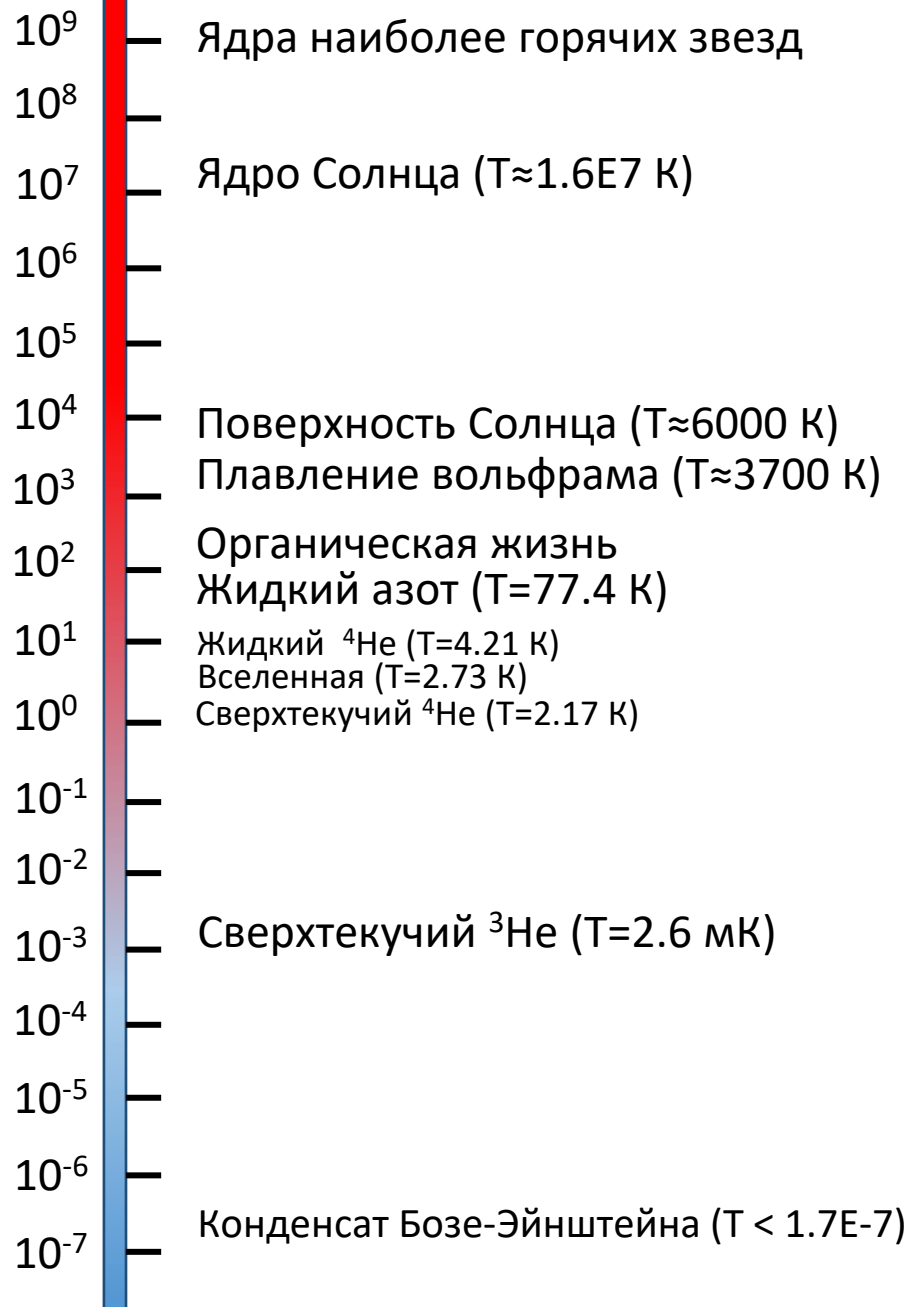 10⁹ Ядра наиболее горячих звезд
10⁸
10⁷ Ядро Солнца (T≈1.6E7 К)
10⁶
10⁵
10⁴ Поверхность Солнца (T≈6000 К)
Плавление вольфрама (T≈3700 К)
10³
Органическая жизнь
10²
Жидкий азот (T=77.4 К)
10¹ Жидкий ⁴He (T=4.21 К)
Вселенная (T=2.73 К)
10⁰ Сверхтекучий ⁴He (T=2.17 К)
10⁻¹
10⁻²
10⁻³ Сверхтекучий ³He (T=2.6 мК)
10⁻⁴
10⁻⁵
10⁻⁶
Конденсат Бозе-Эйнштейна (T < 1.7E-7)
10⁻⁷